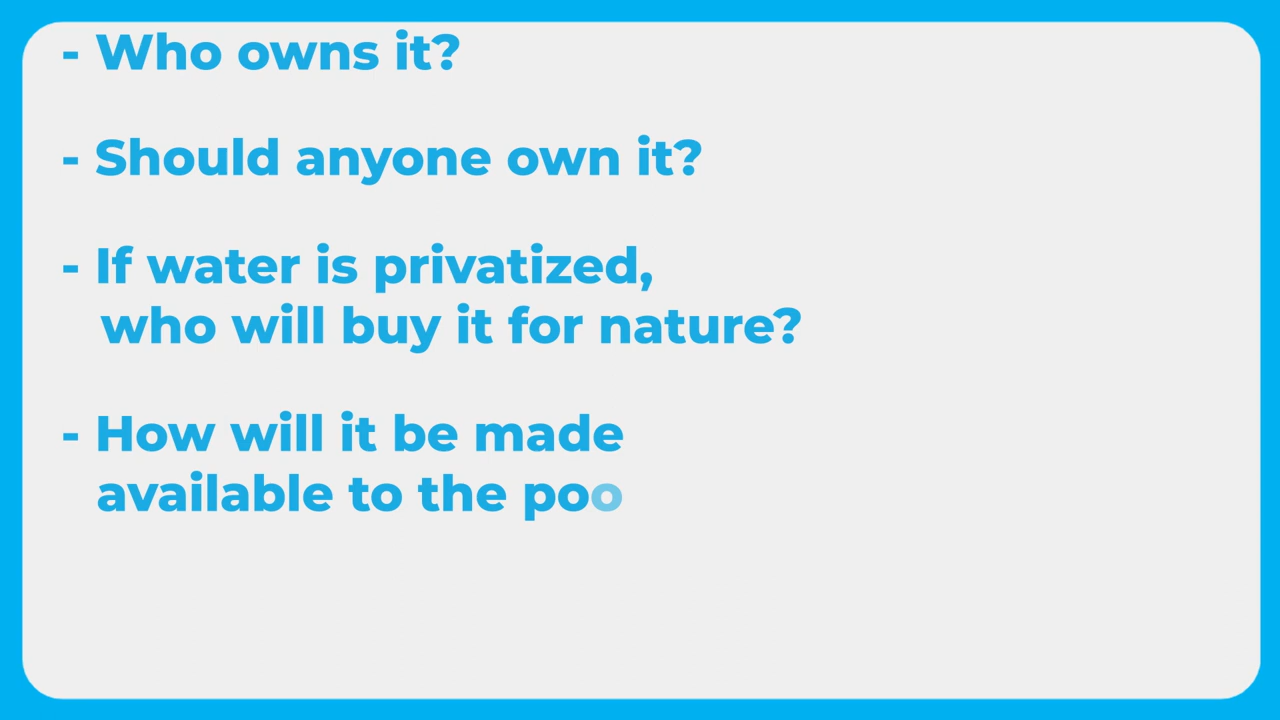 - Who owns it?
- Should anyone own it?
- If water is privatized,
who will buy it for nature?
- How will it be made
available to the poo